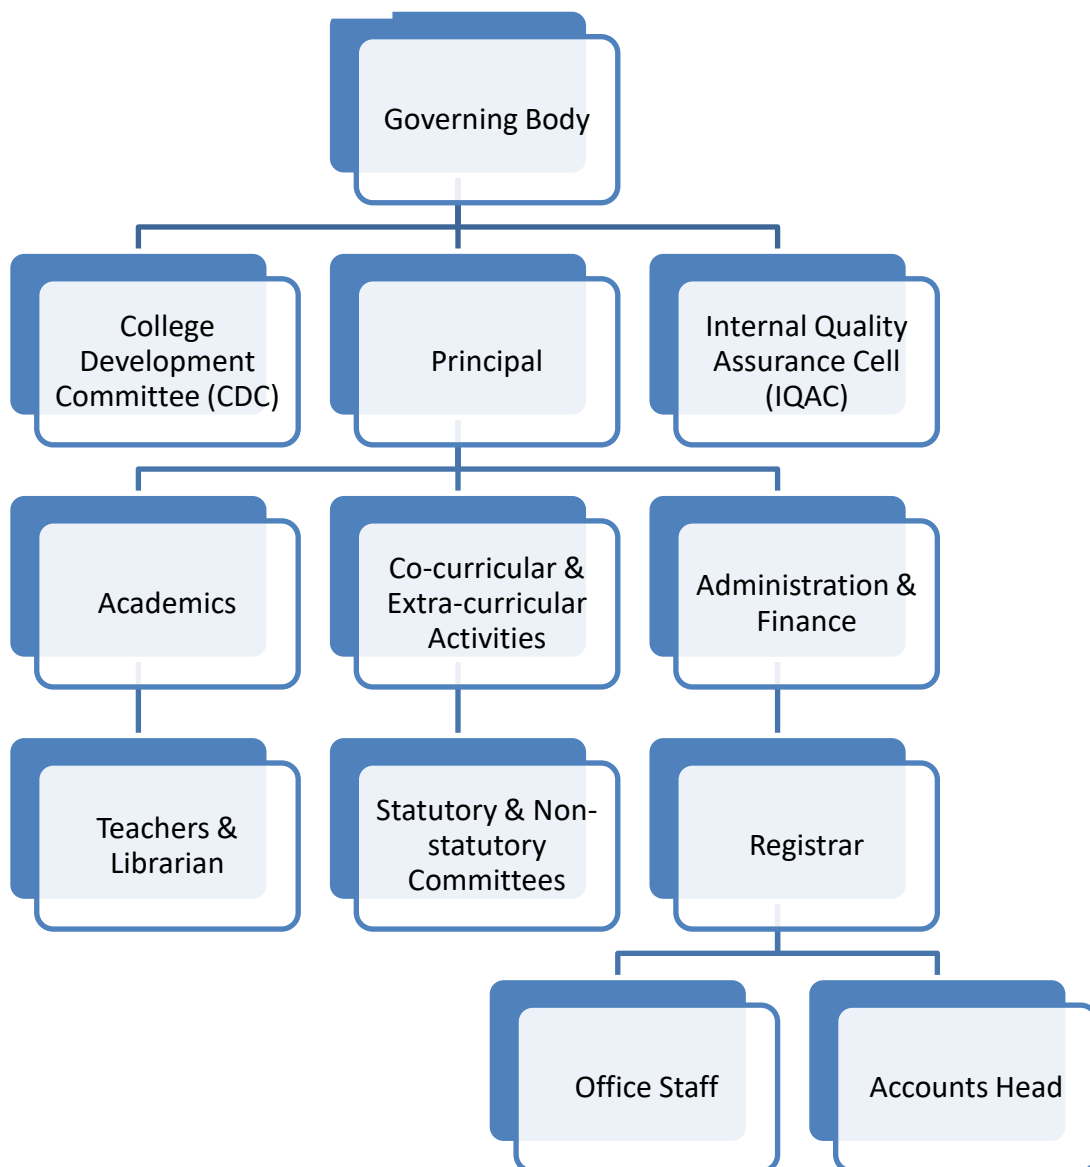 Governing Body
College
Development
Committee (CDC)
Principal
Internal Quality
Assurance Cell
(IQAC)
Academics
Co-curricular &
Extra-curricular
Activities
Administration &
Finance
Teachers &
Librarian
Statutory & Non-
statutory
Committees
Registrar
Office Staff
Accounts Head